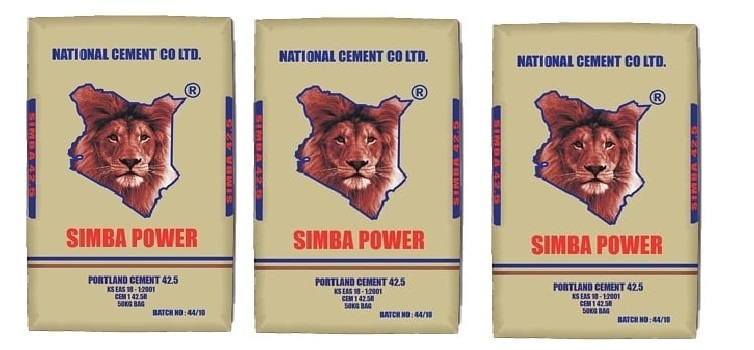 NATIONAL CEMENT CO LTD.
®
SIMBA 42.5
SIMBA 42.5
SIMBA POWER
PORTLAND CEMENT 42.5
KS EAS 18 - 1:2001
CEM 1 42.5R
50KG BAG
BATCH NO : 44/10
NATIONAL CEMENT CO LTD.
®
SIMBA 42.5
SIMBA 42.5
SIMBA POWER
PORTLAND CEMENT 42.5
KS EAS 18 - 1:2001
CEM 1 42.5R
50KG BAG
BATCH NO : 44/10
NATIONAL CEMENT CO LTD.
®
SIMBA 42.5
SIMBA 42.5
SIMBA POWER
PORTLAND CEMENT 42.5
KS EAS 18 - 1:2001
CEM 1 42.5R
50KG BAG
BATCH NO : 44/10